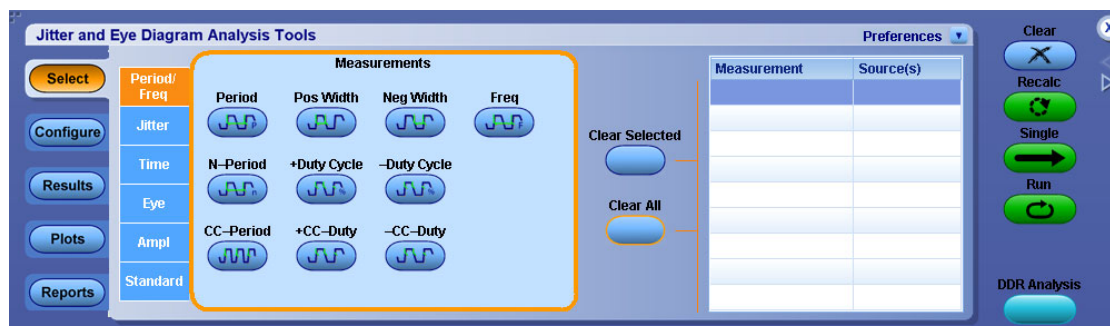 Jitter and Eye Diagram Analysis Tools
Preferences
Clear
Select
Configure
Results
Plots
Reports
Period/
Freq
Jitter
Time
Eye
Ampl
Standard
Measurements
Period Pos Width Neg Width Freq
N–Period +Duty Cycle –Duty Cycle
CC–Period +CC–Duty –CC–Duty
Clear Selected
Clear All
Measurement Source(s)
Recalc
Single
Run
DDR Analysis